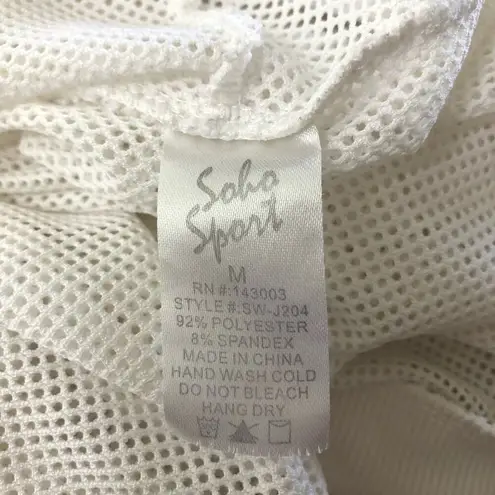 Soho
Sport
M
RN #:143003
STYLE #:SW-J204
92% POLYESTER
8% SPANDEX
MADE IN CHINA
HAND WASH COLD
DO NOT BLEACH
HANG DRY